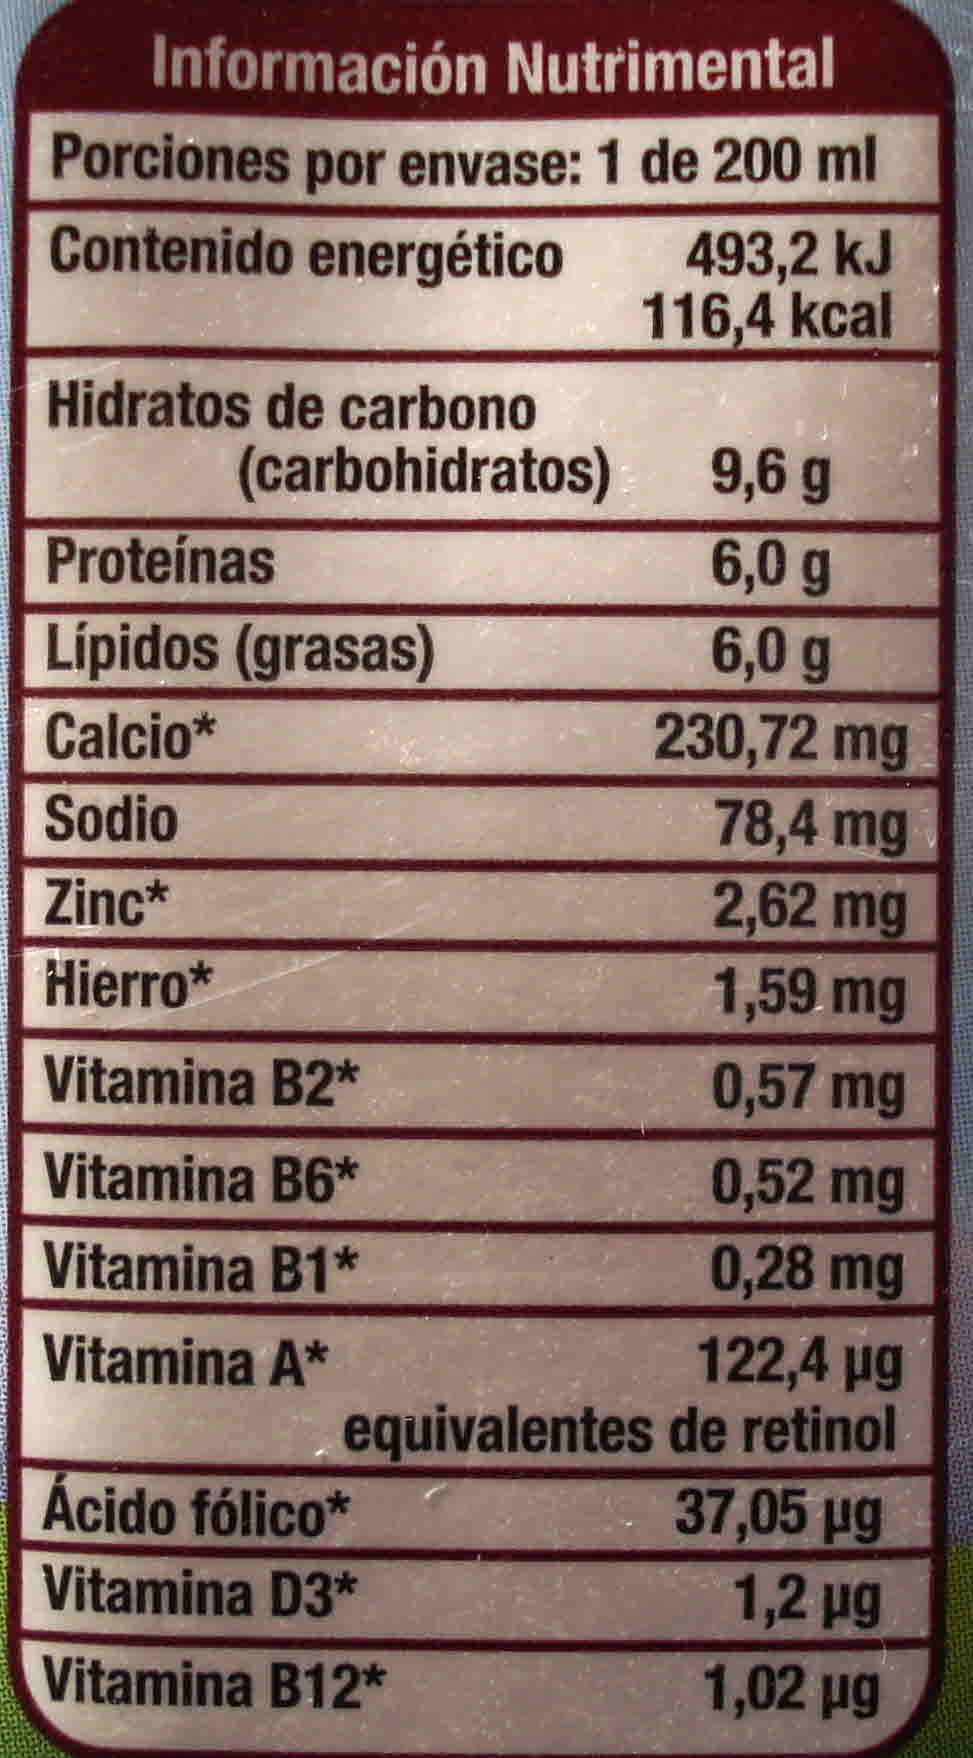 Información Nutrimental
Porciones por envase: 1 de 200 ml
Contenido energético 493,2 kJ
116,4 kcal
Hidratos de carbono
(carbohidratos) 9,6 g
Proteínas 6,0 g
Lípidos (grasas) 6,0 g
Calcio* 230,72 mg
Sodio 78,4 mg
Zinc* 2,62 mg
Hierro* 1,59 mg
Vitamina B2* 0,57 mg
Vitamina B6* 0,52 mg
Vitamina B1* 0,28 mg
Vitamina A* 122,4 µg
equivalentes de retinol
Ácido fólico* 37,05 µg
Vitamina D3* 1,2 µg
Vitamina B12* 1,02 µg